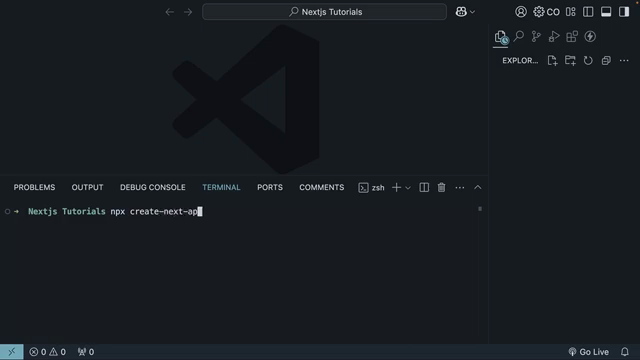 Nextjs Tutorials
CO
EXPLOR...
PROBLEMS OUTPUT DEBUG CONSOLE TERMINAL PORTS COMMENTS zsh
Nextjs Tutorials npx create-next-ap
0 0 0 Go Live